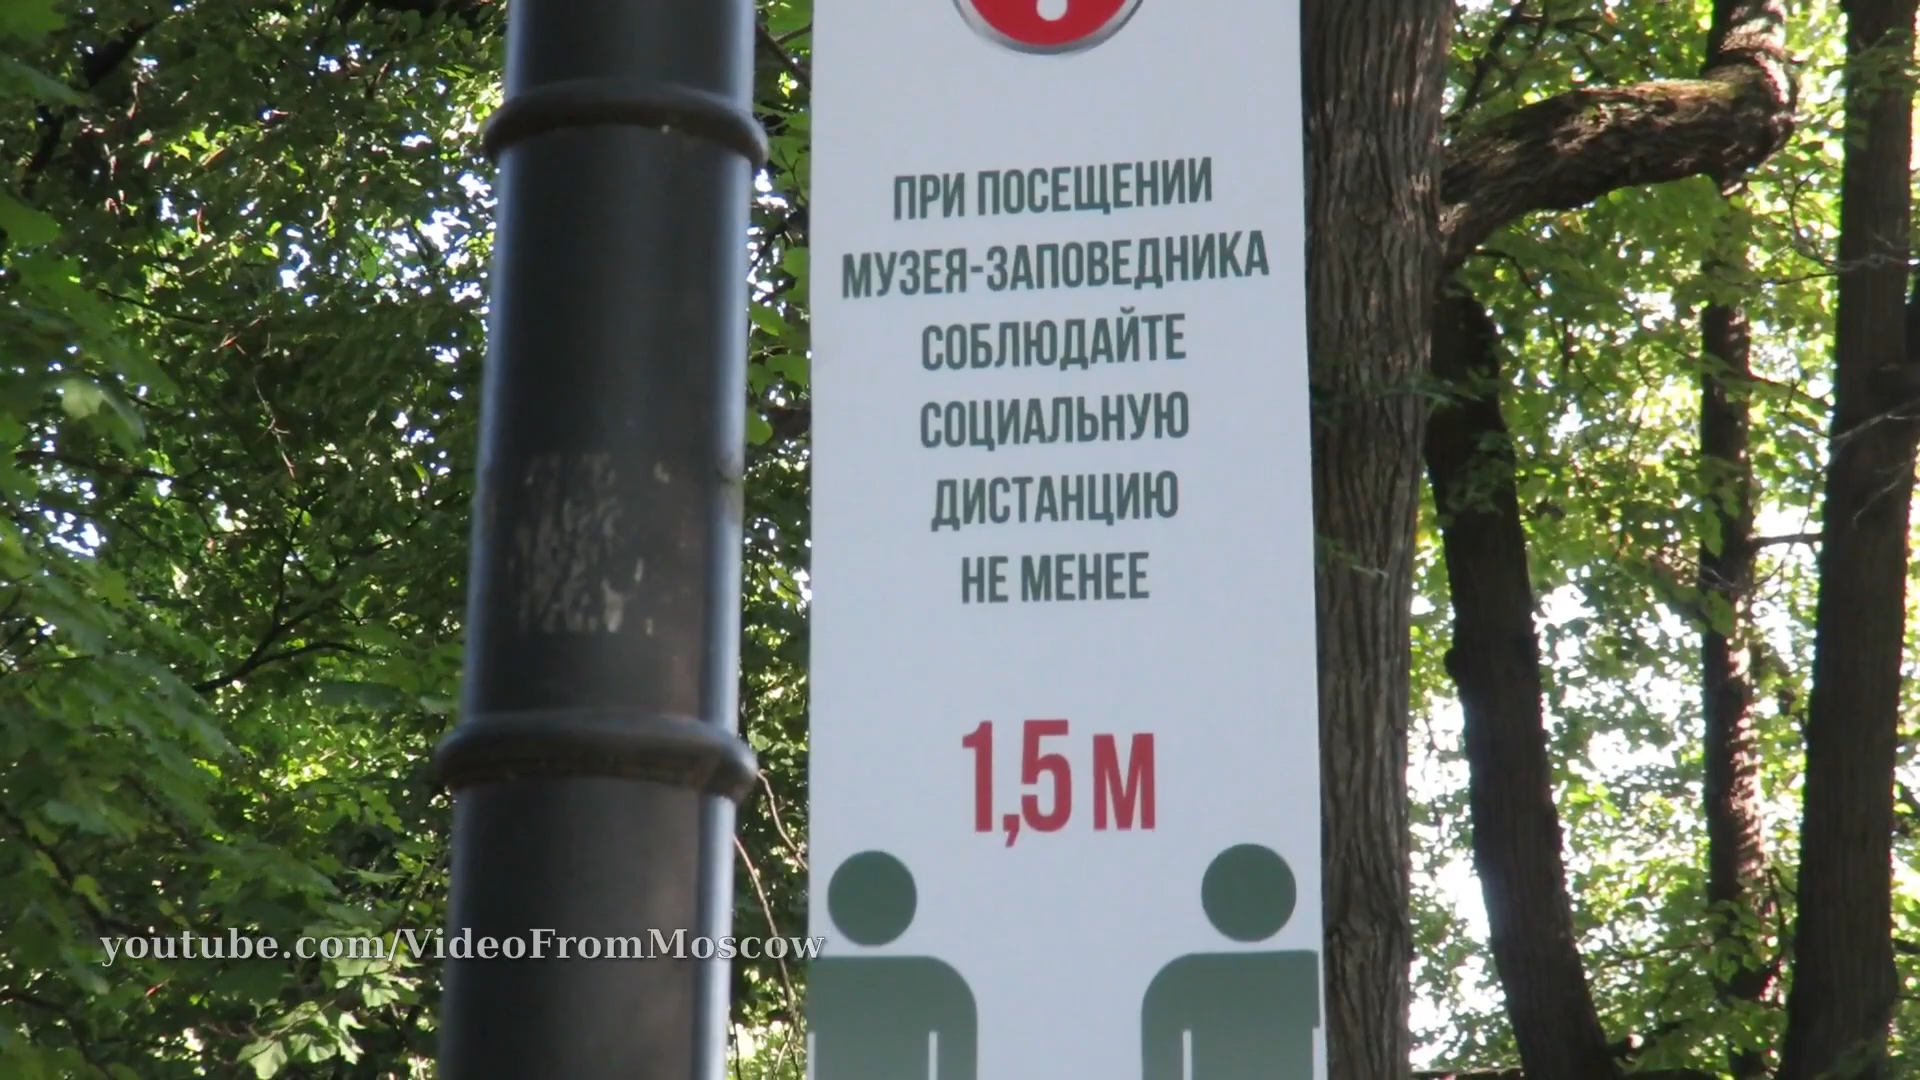 ПРИ ПОСЕЩЕНИИ
МУЗЕЯ-ЗАПОВЕДНИКА
СОБЛЮДАЙТЕ
СОЦИАЛЬНУЮ
ДИСТАНЦИЮ
НЕ МЕНЕЕ
1,5 М
youtube.com/VideoFromMoscow